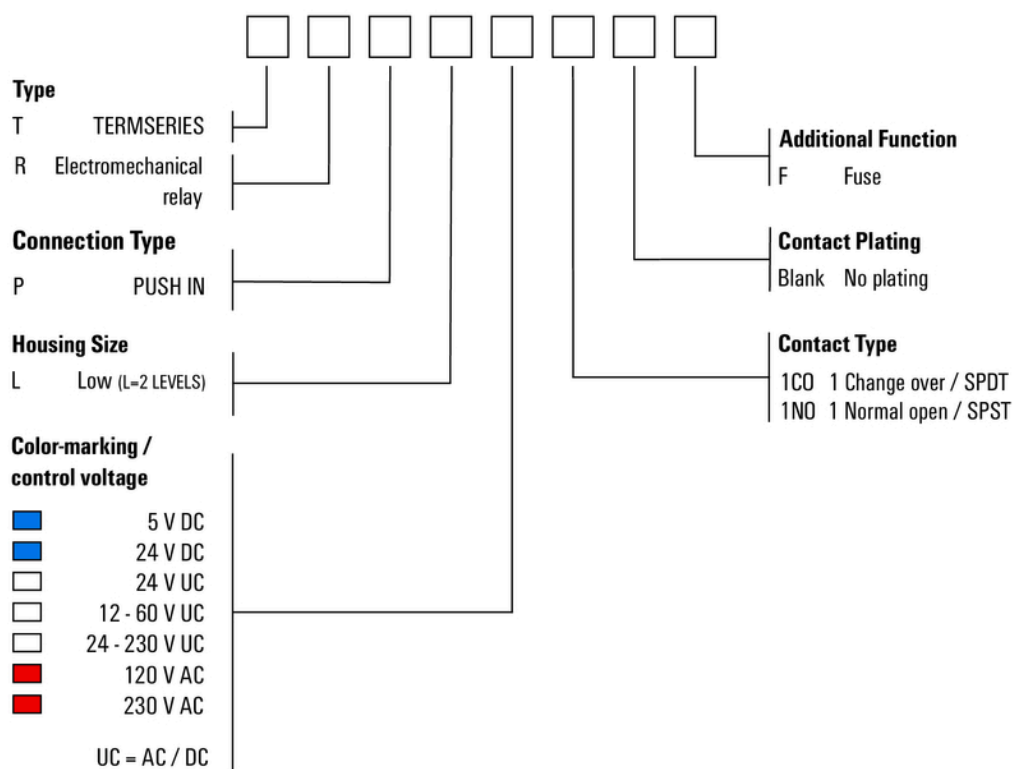 Type
T TERMSERIES
R Electromechanical
relay
Connection Type
P PUSH IN
Housing Size
L Low (L=2 LEVELS)
Color-marking /
control voltage
5 V DC
24 V DC
24 V UC
12 - 60 V UC
24 - 230 V UC
120 V AC
230 V AC
UC = AC / DC
Additional Function
F Fuse
Contact Plating
Blank No plating
Contact Type
1CO 1 Change over / SPDT
1NO 1 Normal open / SPST